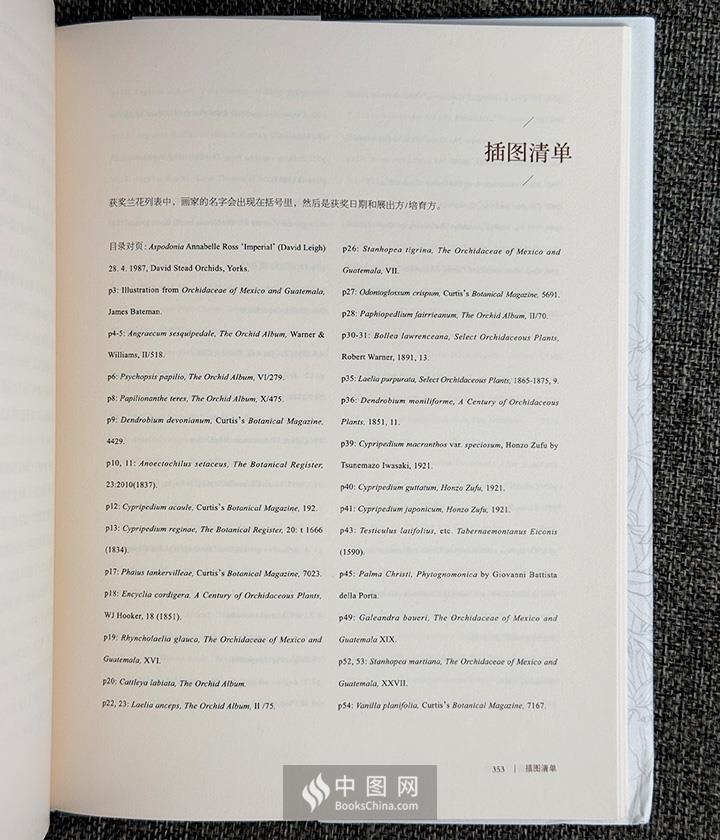 插图清单
获奖兰花列表中，画家的名字会出现在括号里，然后是获奖日期和展出方/培育方。
目录对页: Aspodonia Annabelle Ross 'Imperial' (David Leigh)
28. 4. 1987, David Stead Orchids, Yorks.
p3: Illustration from Orchidaceae of Mexico and Guatemala,
James Bateman.
p4-5: Angraecum sesquipedale, The Orchid Album, Warner &
Williams, II/518.
p6: Psychopsis papilio, The Orchid Album, VI/279.
p8: Papilionanthe teres, The Orchid Album, X/475.
p9: Dendrobium devonianum, Curtis's Botanical Magazine,
4429.
p10, 11: Anoectochilus setaceus, The Botanical Register,
23:2010(1837).
p12: Cypripedium acaule, Curtis's Botanical Magazine, 192.
p13: Cypripedium reginae, The Botanical Register, 20: t 1666
(1834).
p17: Phaius tankervilleae, Curtis's Botanical Magazine, 7023.
p18: Encyclia cordigera, A Century of Orchidaceous Plants,
WJ Hooker, 18 (1851).
p19: Rhyncholaelia glauca, The Orchidaceae of Mexico and
Guatemala, XVI.
p20: Cattleya labiata, The Orchid Album.
p22, 23: Laelia anceps, The Orchid Album, II /75.
p26: Stanhopea tigrina, The Orchidaceae of Mexico and
Guatemala, VII.
p27: Odontoglossum crispum, Curtis's Botanical Magazine, 5691.
p28: Paphiopedlium fairrieanum, The Orchid Album, II/70.
p30-31: Bollea lawrenceana, Select Orchidaceous Plants,
Robert Warner, 1891, 13.
p35: Laelia purpurata, Select Orchidaceous Plants, 1865-1875, 9.
p36: Dendrobium moniliforme, A Century of Orchidaceous
Plants, 1851, 11.
p39: Cypripedium macranthos var. speciosum, Honzo Zufu by
Tsunemazo Iwasaki, 1921.
p40: Cypripedium guttatum, Honzo Zufu, 1921.
p41: Cypripedium japonicum, Honzo Zufu, 1921.
p43: Testiculus latifolius, etc. Tabernaemontanus Eiconis
(1590).
p45: Palma Christi, Phytognomonica by Giovanni Battista
della Porta.
p49: Galeandra baueri, The Orchidaceae of Mexico and
Guatemala XIX.
p52, 53: Stanhopea martiana, The Orchidaceae of Mexico and
Guatemala, XXVII.
p54: Vanilla planifolia, Curtis's Botanical Magazine, 7167.
353 | 插图清单
中图网
BooksChina.com